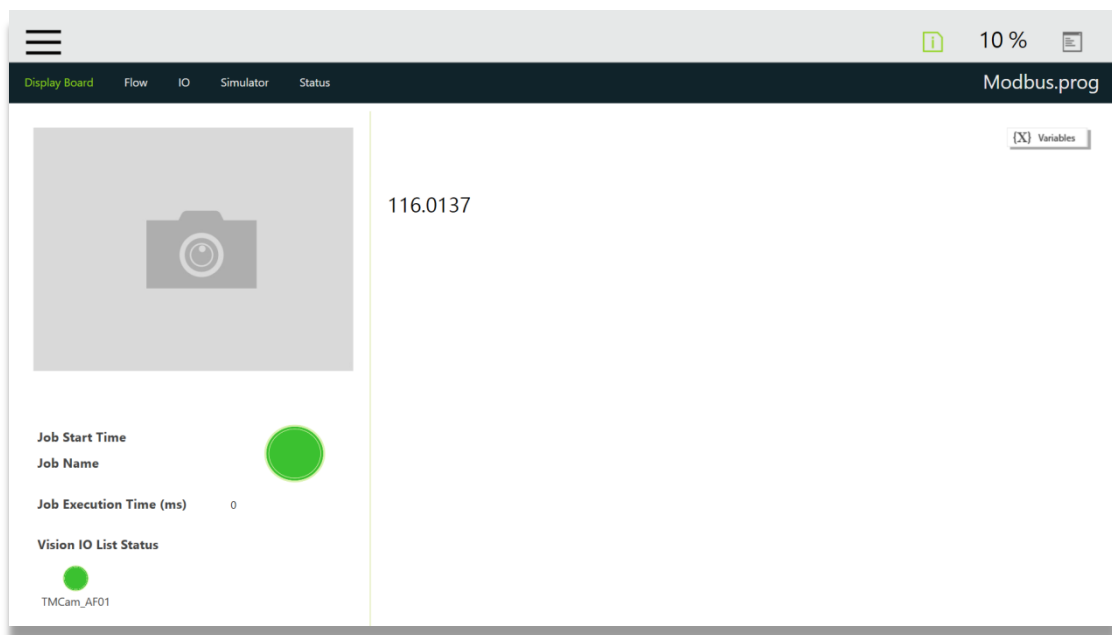 10 %
Display Board Flow IO Simulator Status Modbus.prog
{X} Variables
116.0137
Job Start Time
Job Name
Job Execution Time (ms) 0
Vision IO List Status
TMCam_AF01